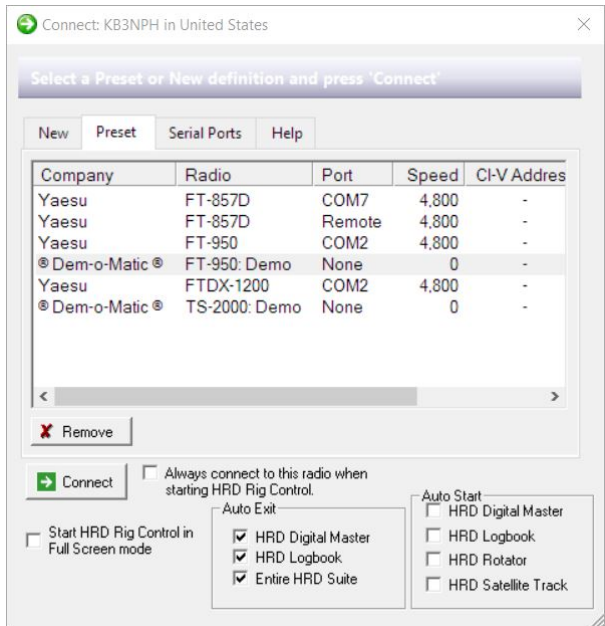 Connect: KB3NPH in United States
Select a Preset or New definition and press 'Connect'
New Preset Serial Ports Help
Company Radio Port Speed CI-V Addres
Yaesu FT-857D COM7 4,800 -
Yaesu FT-857D Remote 4,800 -
Yaesu FT-950 COM2 4,800 -
® Dem-o-Matic ® FT-950: Demo None 0 -
Yaesu FTDX-1200 COM2 4,800 -
® Dem-o-Matic ® TS-2000: Demo None 0 -
Remove
Connect
Always connect to this radio when
starting HRD Rig Control.
Start HRD Rig Control in
Full Screen mode
Auto Exit
HRD Digital Master
HRD Logbook
Entire HRD Suite
Auto Start
HRD Digital Master
HRD Logbook
HRD Rotator
HRD Satellite Track